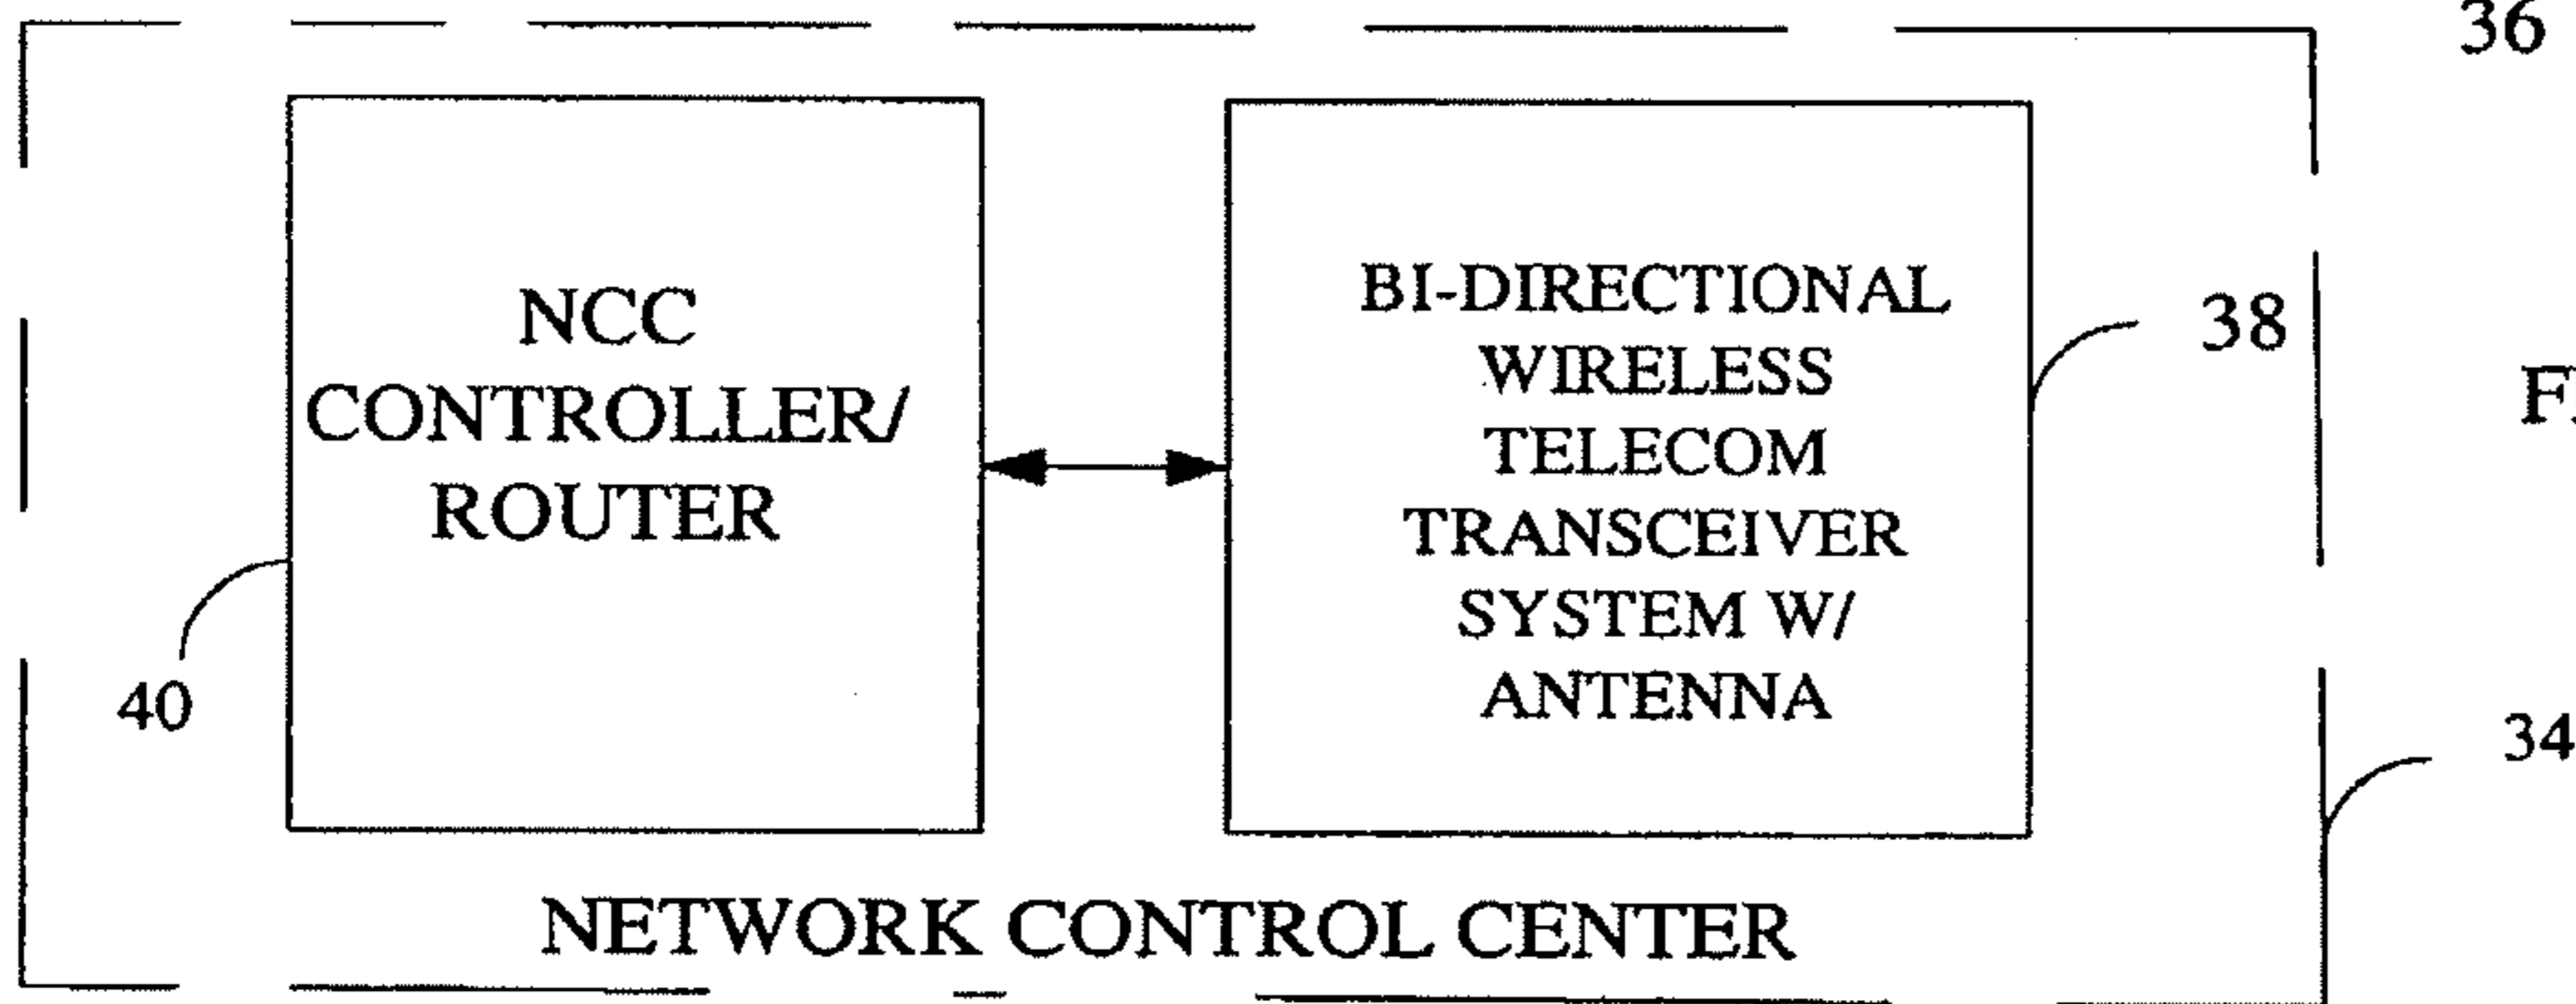 36
NCC
CONTROLLER/
ROUTER
BI-DIRECTIONAL
WIRELESS
TELECOM
TRANSCEIVER
SYSTEM W/
ANTENNA
38
40
34
NETWORK CONTROL CENTER